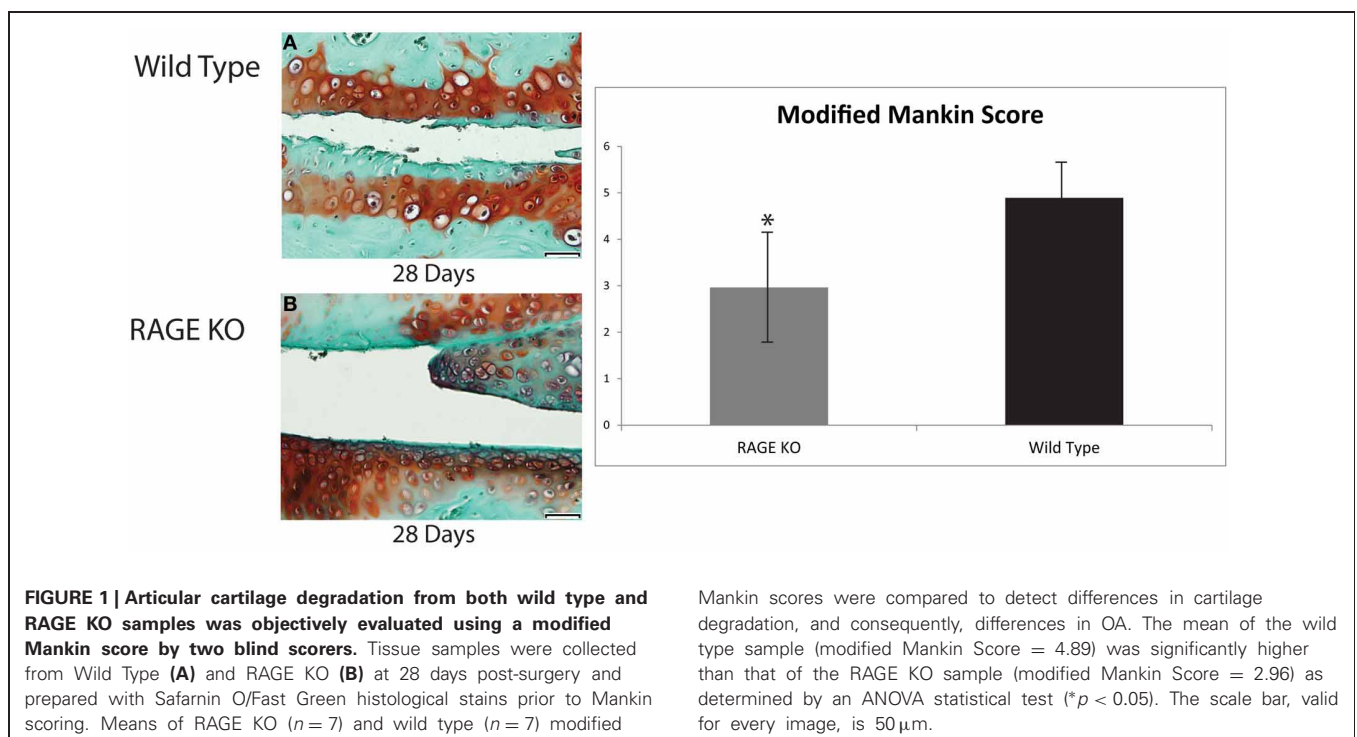 Wild Type
A
28 Days
RAGE KO
B
28 Days
Modified Mankin Score
6
5
4
3
2
1
0
*
RAGE KO
Wild Type
FIGURE 1 | Articular cartilage degradation from both wild type and
RAGE KO samples was objectively evaluated using a modified
Mankin score by two blind scorers. Tissue samples were collected
from Wild Type (A) and RAGE KO (B) at 28 days post-surgery and
prepared with Safarnin O/Fast Green histological stains prior to Mankin
scoring. Means of RAGE KO (n = 7) and wild type (n = 7) modified
Mankin scores were compared to detect differences in cartilage
degradation, and consequently, differences in OA. The mean of the wild
type sample (modified Mankin Score = 4.89) was significantly higher
than that of the RAGE KO sample (modified Mankin Score = 2.96) as
determined by an ANOVA statistical test (*p < 0.05). The scale bar, valid
for every image, is 50 μm.